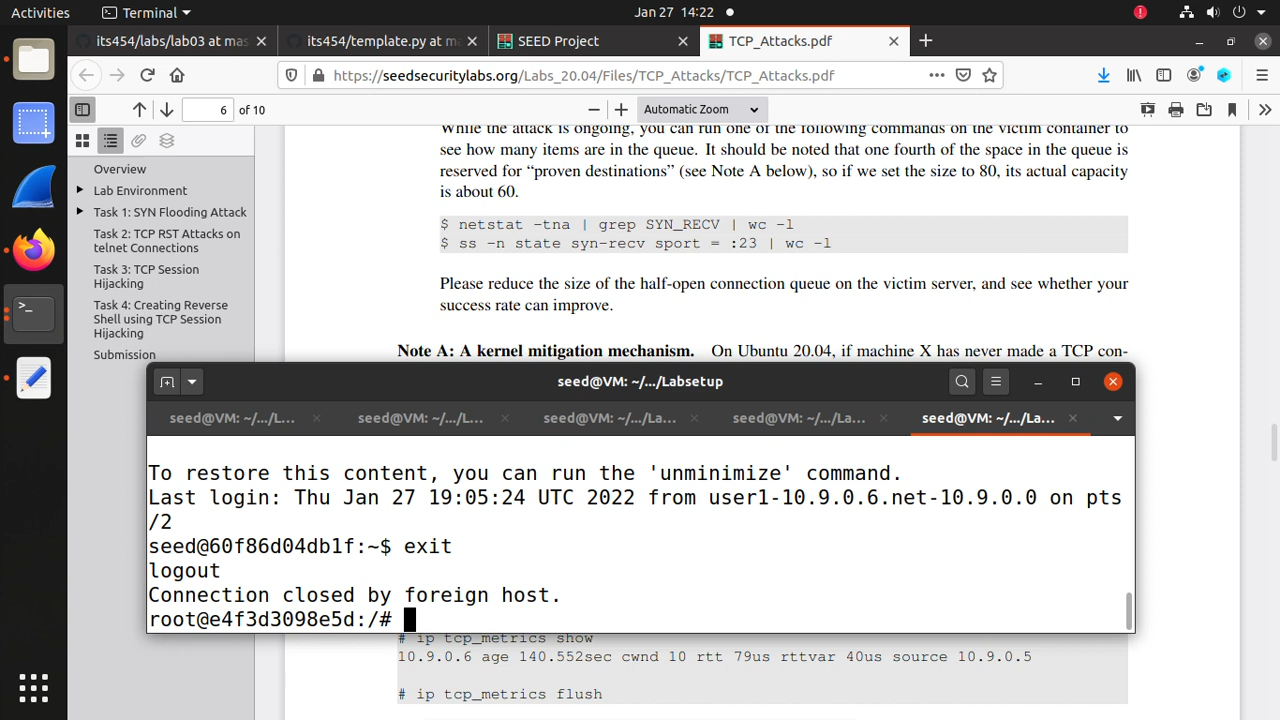 Activities
Terminal
Jan 27 14:22
its454/labs/lab03 at mas
its454/template.py at ma
SEED Project
TCP_Attacks.pdf
https://seedsecuritylabs.org/Labs_20.04/Files/TCP_Attacks/TCP_Attacks.pdf
6 of 10
Automatic Zoom
Overview
Lab Environment
Task 1: SYN Flooding Attack
Task 2: TCP RST Attacks on
telnet Connections
Task 3: TCP Session
Hijacking
Task 4: Creating Reverse
Shell using TCP Session
Hijacking
Submission
While the attack is ongoing, you can run one of the following commands on the victim container to
see how many items are in the queue. It should be noted that one fourth of the space in the queue is
reserved for “proven destinations” (see Note A below), so if we set the size to 80, its actual capacity
is about 60.
$ netstat -tna | grep SYN_RECV | wc -l
$ ss -n state syn-recv sport = :23 | wc -l
Please reduce the size of the half-open connection queue on the victim server, and see whether your
success rate can improve.
Note A: A kernel mitigation mechanism. On Ubuntu 20.04, if machine X has never made a TCP con-
seed@VM: ~/.../Labsetup
seed@VM: ~/.../L...
seed@VM: ~/.../L...
seed@VM: ~/.../La...
seed@VM: ~/.../La...
seed@VM: ~/.../La...
To restore this content, you can run the 'unminimize' command.
Last login: Thu Jan 27 19:05:24 UTC 2022 from user1-10.9.0.6.net-10.9.0.0 on pts
/2
seed@60f86d04db1f:~$ exit
logout
Connection closed by foreign host.
root@e4f3d3098e5d:/#
# ip tcp_metrics show
10.9.0.6 age 140.552sec cwnd 10 rtt 79us rttvar 40us source 10.9.0.5
# ip tcp_metrics flush